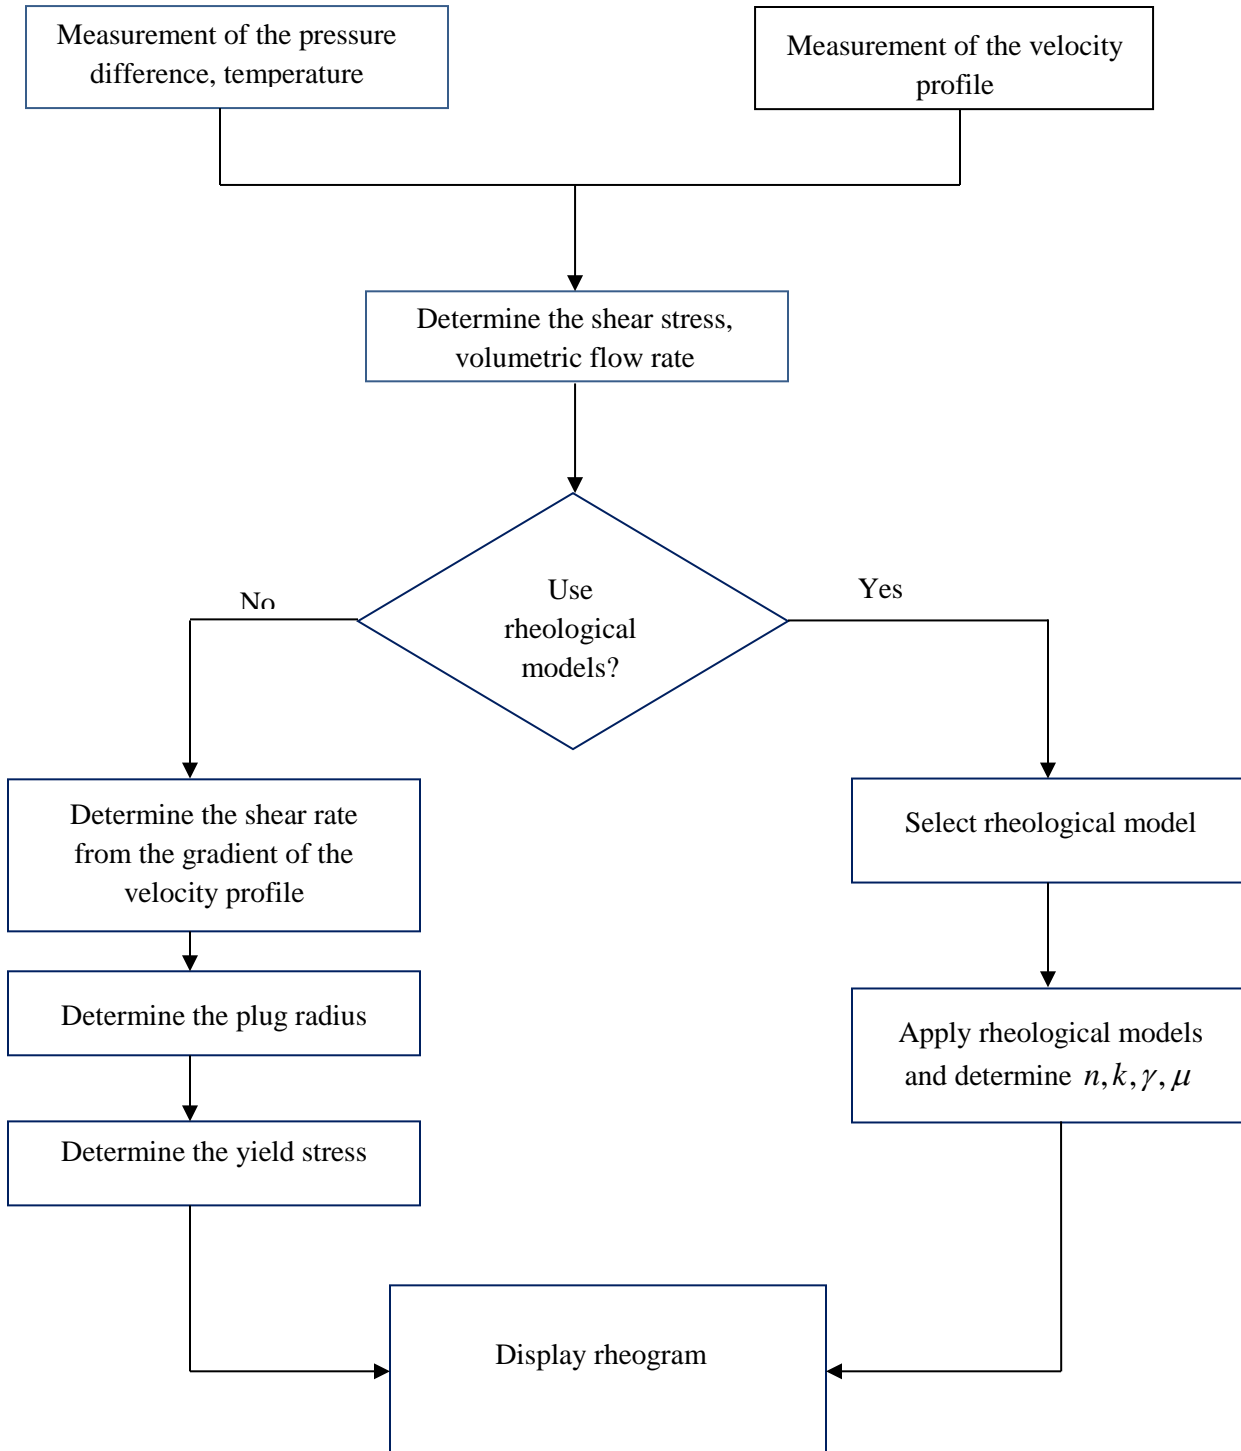 Measurement of the pressure
difference, temperature
Measurement of the velocity
profile
Determine the shear stress,
volumetric flow rate
Use
rheological
models?
No
Yes
Determine the shear rate
from the gradient of the
velocity profile
Select rheological model
Determine the plug radius
Apply rheological models
and determine n, k, γ, μ
Determine the yield stress
Display rheogram